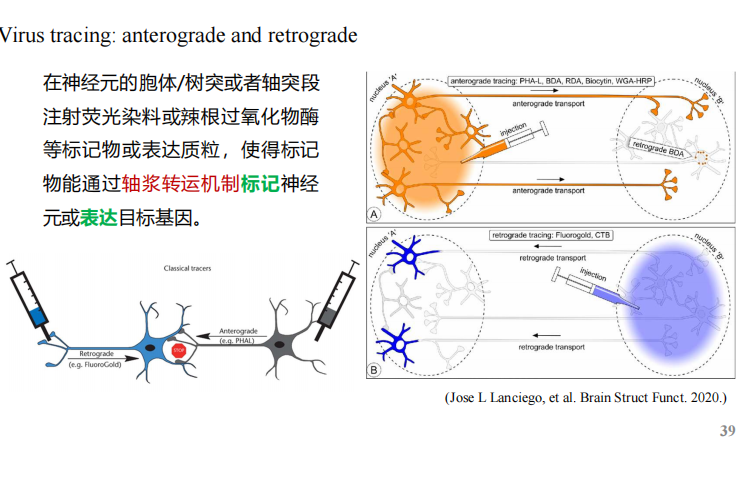 Virus tracing: anterograde and retrograde
在神经元的胞体/树突或者轴突段
注射荧光染料或辣根过氧化物酶
等标记物或表达质粒，使得标记
物能通过轴浆转运机制标记神经
元或表达目标基因。
Classical tracers
Anterograde
(e.g. PHAL)
STOP
Retrograde
(e.g. FluoroGold)
anterograde tracing: PHA-L, BDA, RDA, Biocytin, WGA-HRP
nucleus 'A'
nucleus 'B'
anterograde transport
injection
retrograde BDA
anterograde transport
A
retrograde tracing: Fluorogold, CTB
nucleus 'A'
nucleus 'B'
retrograde transport
injection
retrograde transport
B
(Jose L Lanciego, et al. Brain Struct Funct. 2020.)
39